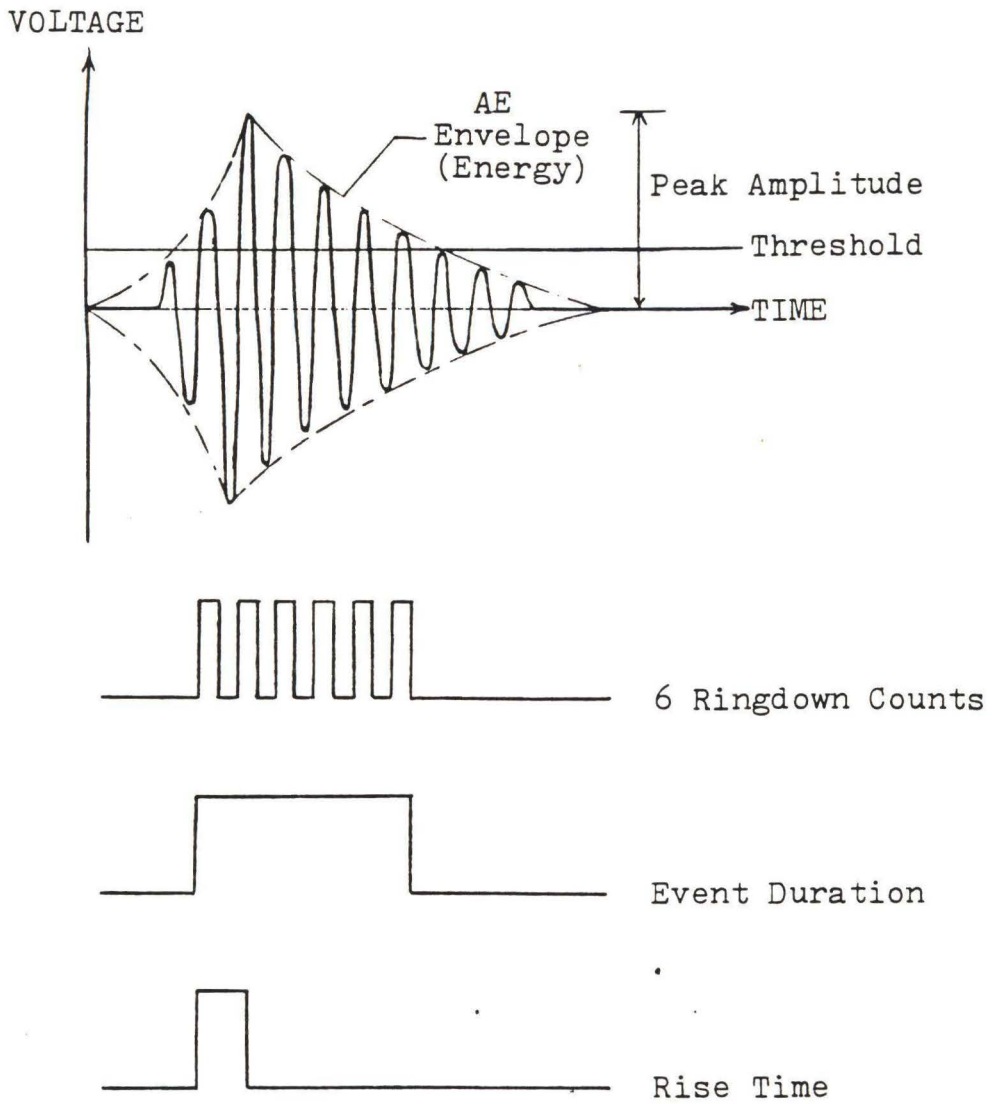 VOLTAGE
AE
Envelope
(Energy)
Peak Amplitude
Threshold
TIME
6 Ringdown Counts
Event Duration
Rise Time